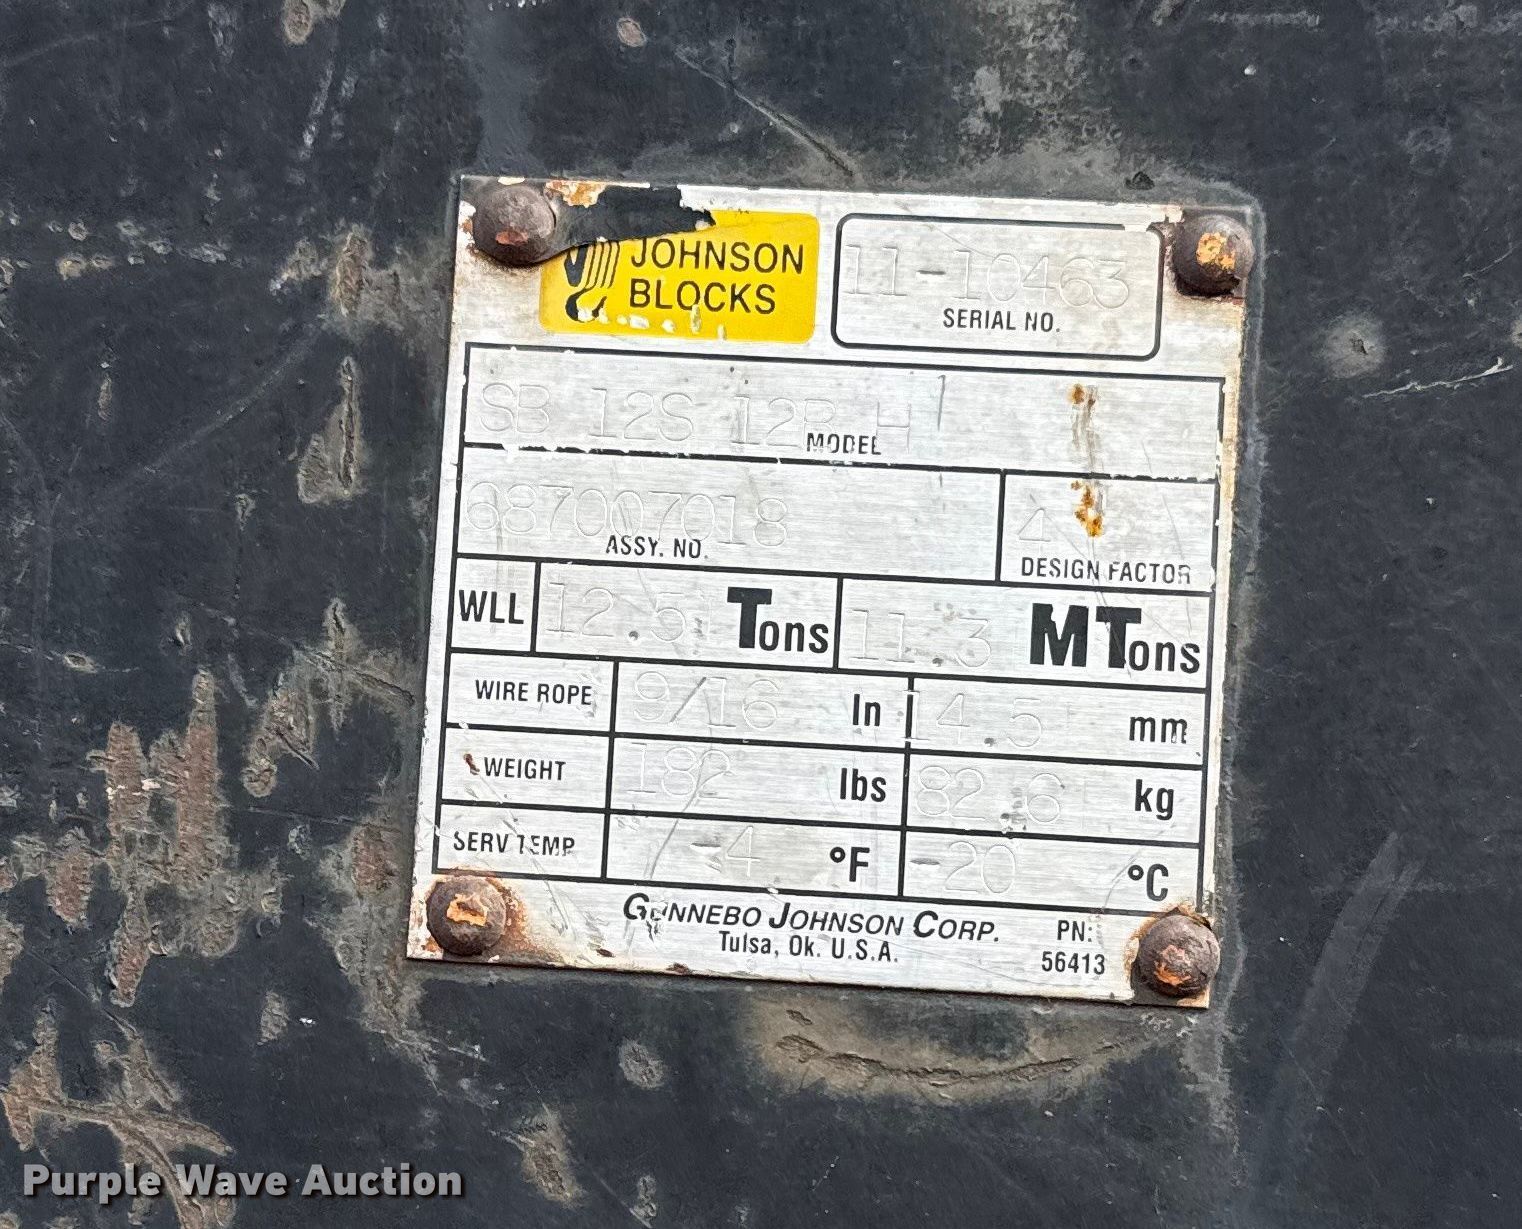 JOHNSON
BLOCKS
11-10463
SERIAL NO.
SB 12S 12B H
MODEL
687007018
ASSY. NO.
4
DESIGN FACTOR
WLL 12.5 Tons 11.3 MTons
WIRE ROPE 9/16 In 14.5 mm
WEIGHT 182 lbs 82.6 kg
SERV TEMP -4 °F -20 °C
GUNNEBO JOHNSON CORP.
Tulsa, Ok. U.S.A.
PN:
56413
Purple Wave Auction